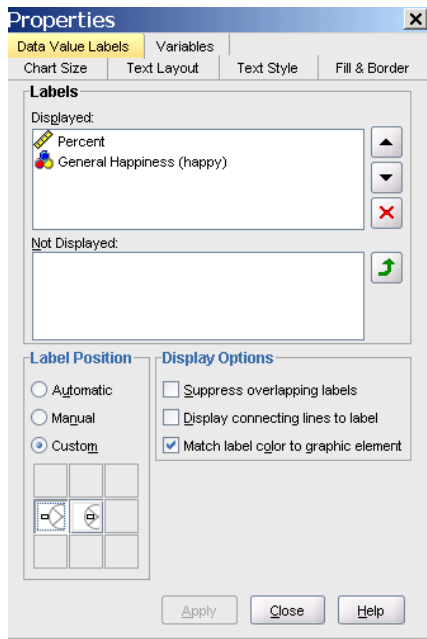 Properties
Data Value Labels Variables
Chart Size Text Layout Text Style Fill & Border
Labels
Displayed:
Percent
General Happiness (happy)
Not Displayed:
Label Position Display Options
Automatic Suppress overlapping labels
Manual Display connecting lines to label
Custom Match label color to graphic element
Apply Close Help